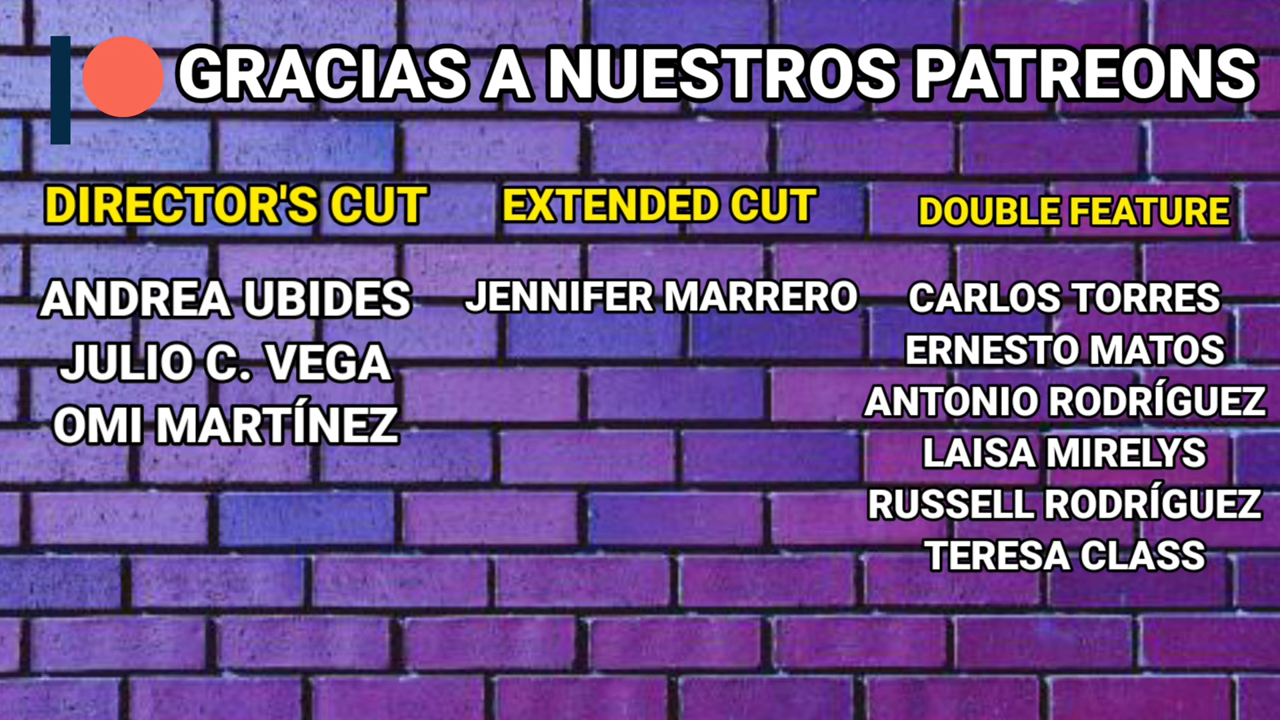 GRACIAS A NUESTROS PATREONS
DIRECTOR'S CUT
ANDREA UBIDES
JULIO C. VEGA
OMI MARTÍNEZ
EXTENDED CUT
JENNIFER MARRERO
DOUBLE FEATURE
CARLOS TORRES
ERNESTO MATOS
ANTONIO RODRÍGUEZ
LAISA MIRELYS
RUSSELL RODRÍGUEZ
TERESA CLASS